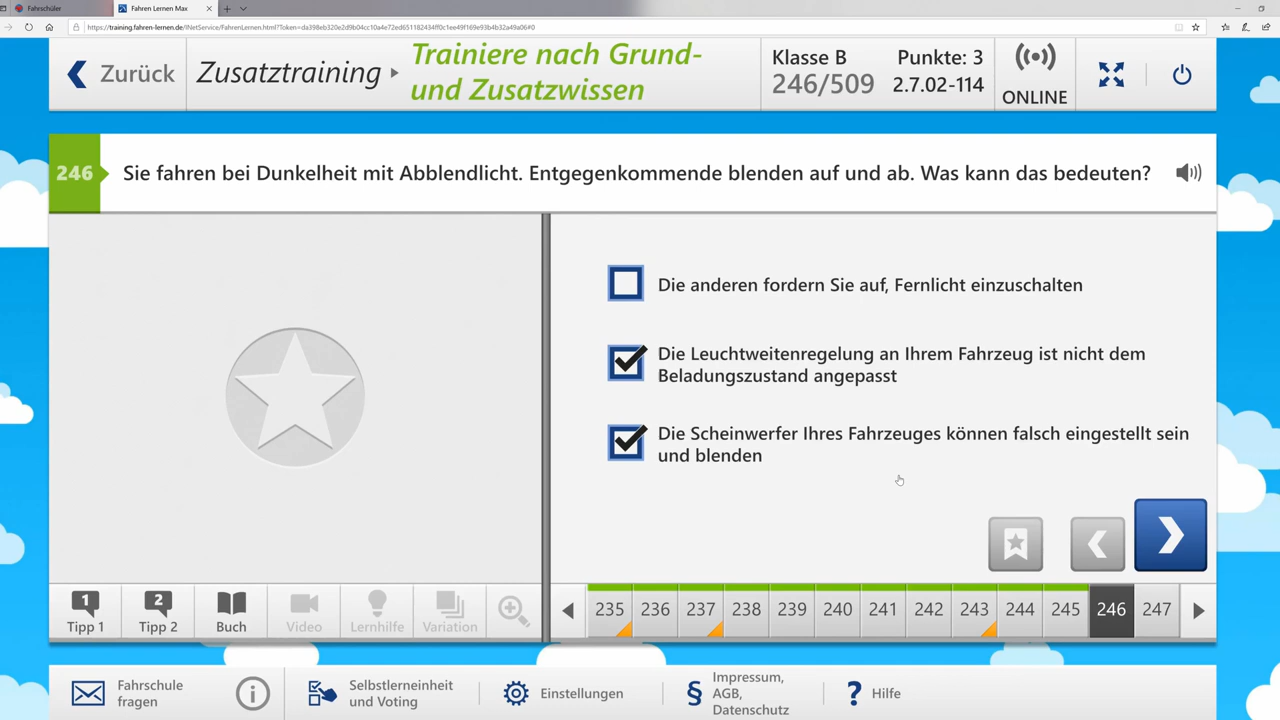 Fahrschüler
Fahren Lernen Max
https://training.fahren-lernen.de/INetService/FahrenLernen.html?Token=da398eb320e2d9b04cc10a4e72ed651182434ff0c1ee49f169e93b4b32a49a06#0
Zurück
Zusatztraining
Trainiere nach Grund-
und Zusatzwissen
Klasse B
246/509
Punkte: 3
2.7.02-114
ONLINE
246
Sie fahren bei Dunkelheit mit Abblendlicht. Entgegenkommende blenden auf und ab. Was kann das bedeuten?
Die anderen fordern Sie auf, Fernlicht einzuschalten
Die Leuchtweitenregelung an Ihrem Fahrzeug ist nicht dem
Beladungszustand angepasst
Die Scheinwerfer Ihres Fahrzeuges können falsch eingestellt sein
und blenden
1
Tipp 1
2
Tipp 2
Buch
Video
Lernhilfe
Variation
235 236 237 238 239 240 241 242 243 244 245 246 247
Fahrschule
fragen
Selbstlerneinheit
und Voting
Einstellungen
§
Impressum,
AGB,
Datenschutz
?
Hilfe